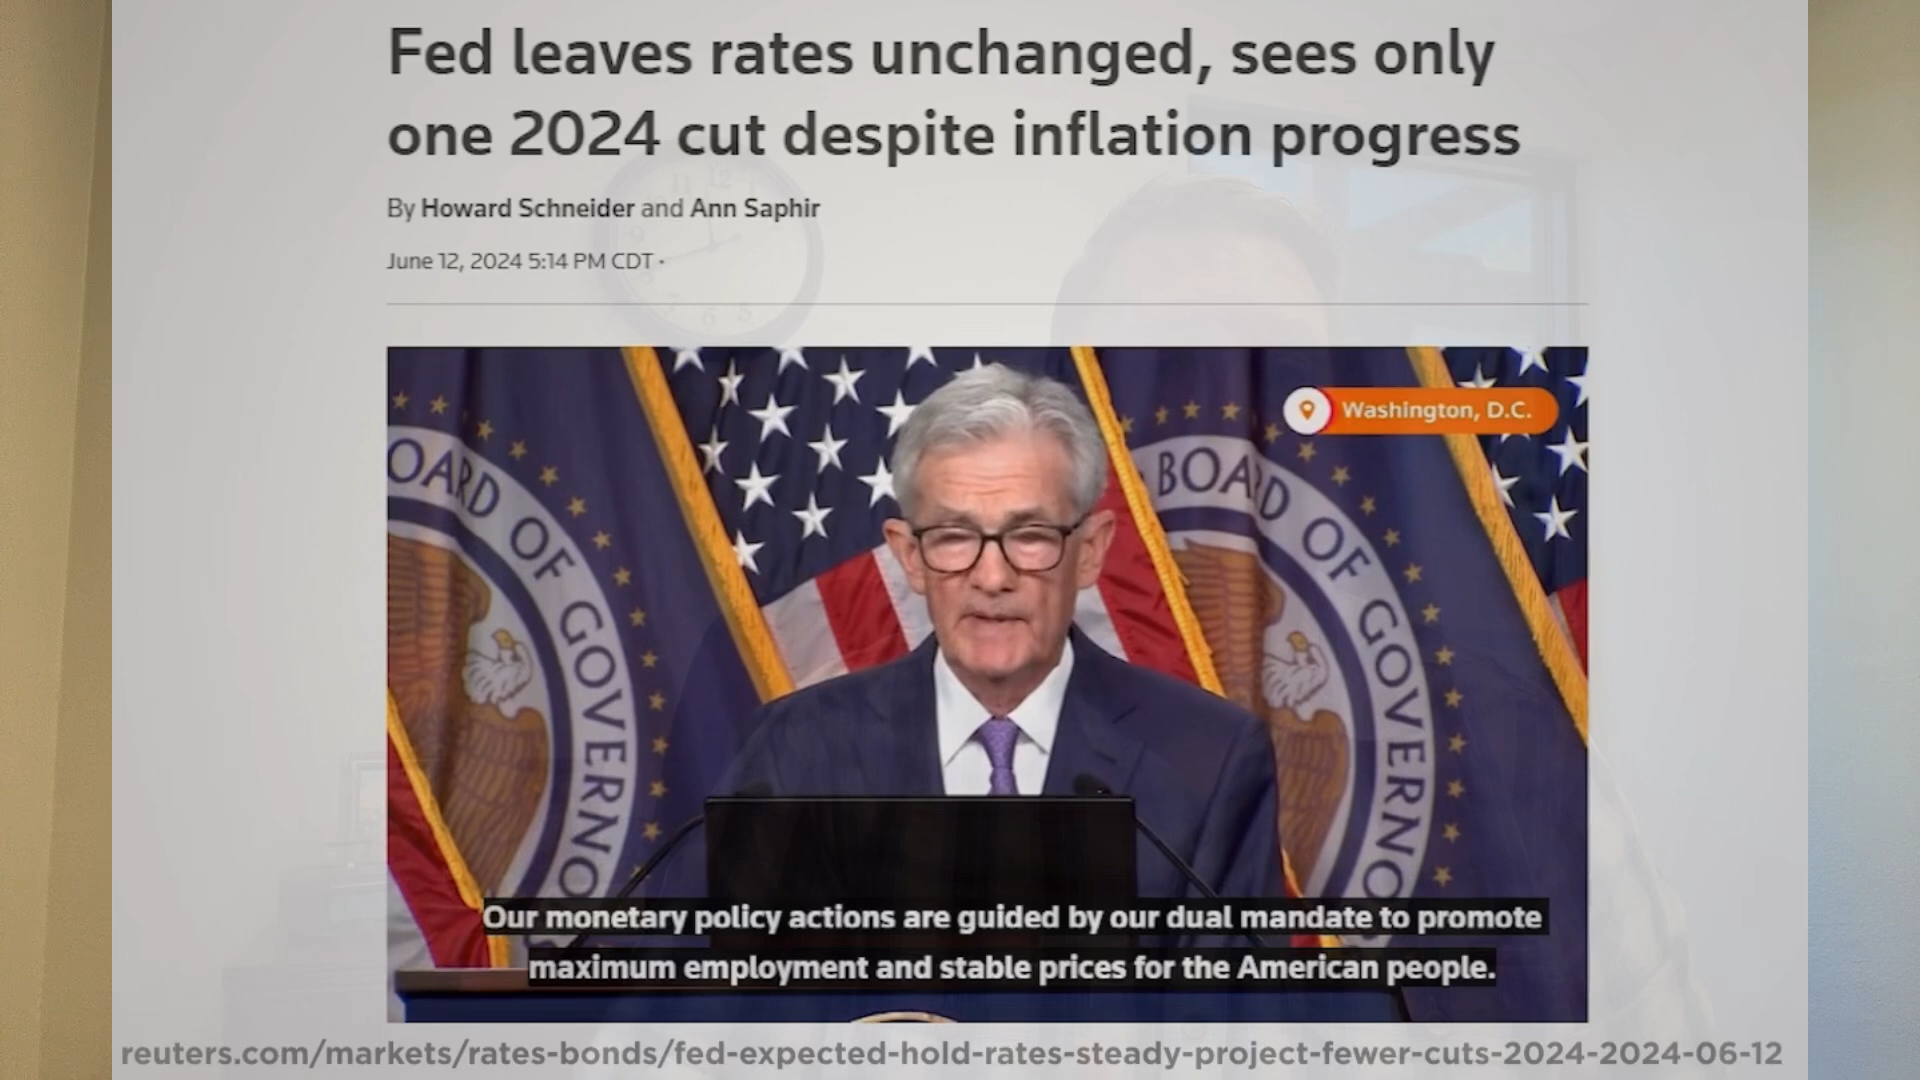 Fed leaves rates unchanged, sees only
one 2024 cut despite inflation progress
By Howard Schneider and Ann Saphir
June 12, 2024 5:14 PM CDT •
Washington, D.C.
OARD OF GOVERNO
BOARD OF GOVERNO
Our monetary policy actions are guided by our dual mandate to promote
maximum employment and stable prices for the American people.
reuters.com/markets/rates-bonds/fed-expected-hold-rates-steady-project-fewer-cuts-2024-2024-06-12